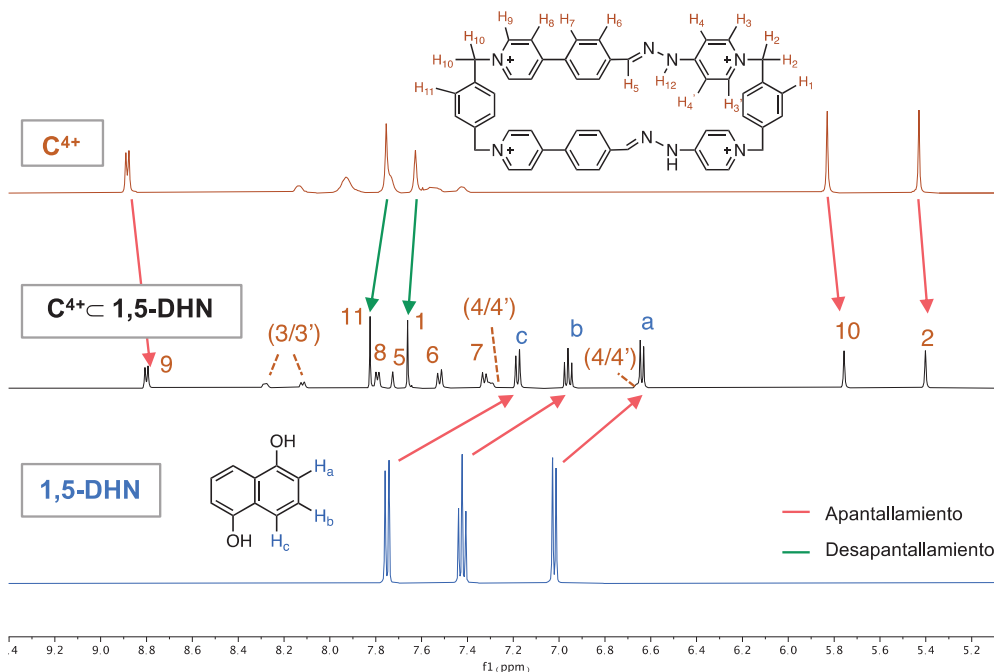 H9 H8 H7 H6 H4 H3
H10 H2
N N
H10 N + N N + H2
H5 H12 H1
H11 H4' H3'
C4+
N + N N H N +
C4+⊂ 1,5-DHN
9 (3/3') 11 8 5 1 6 7 (4/4') c b (4/4') a 10 2
1,5-DHN
OH
Ha
Hb
OH Hc
Apantallamiento
Desapantallamiento
.4 9.2 9.0 8.8 8.6 8.4 8.2 8.0 7.8 7.6 7.4 7.2 7.0 6.8 6.6 6.4 6.2 6.0 5.8 5.6 5.4 5.2
f1 (ppm)